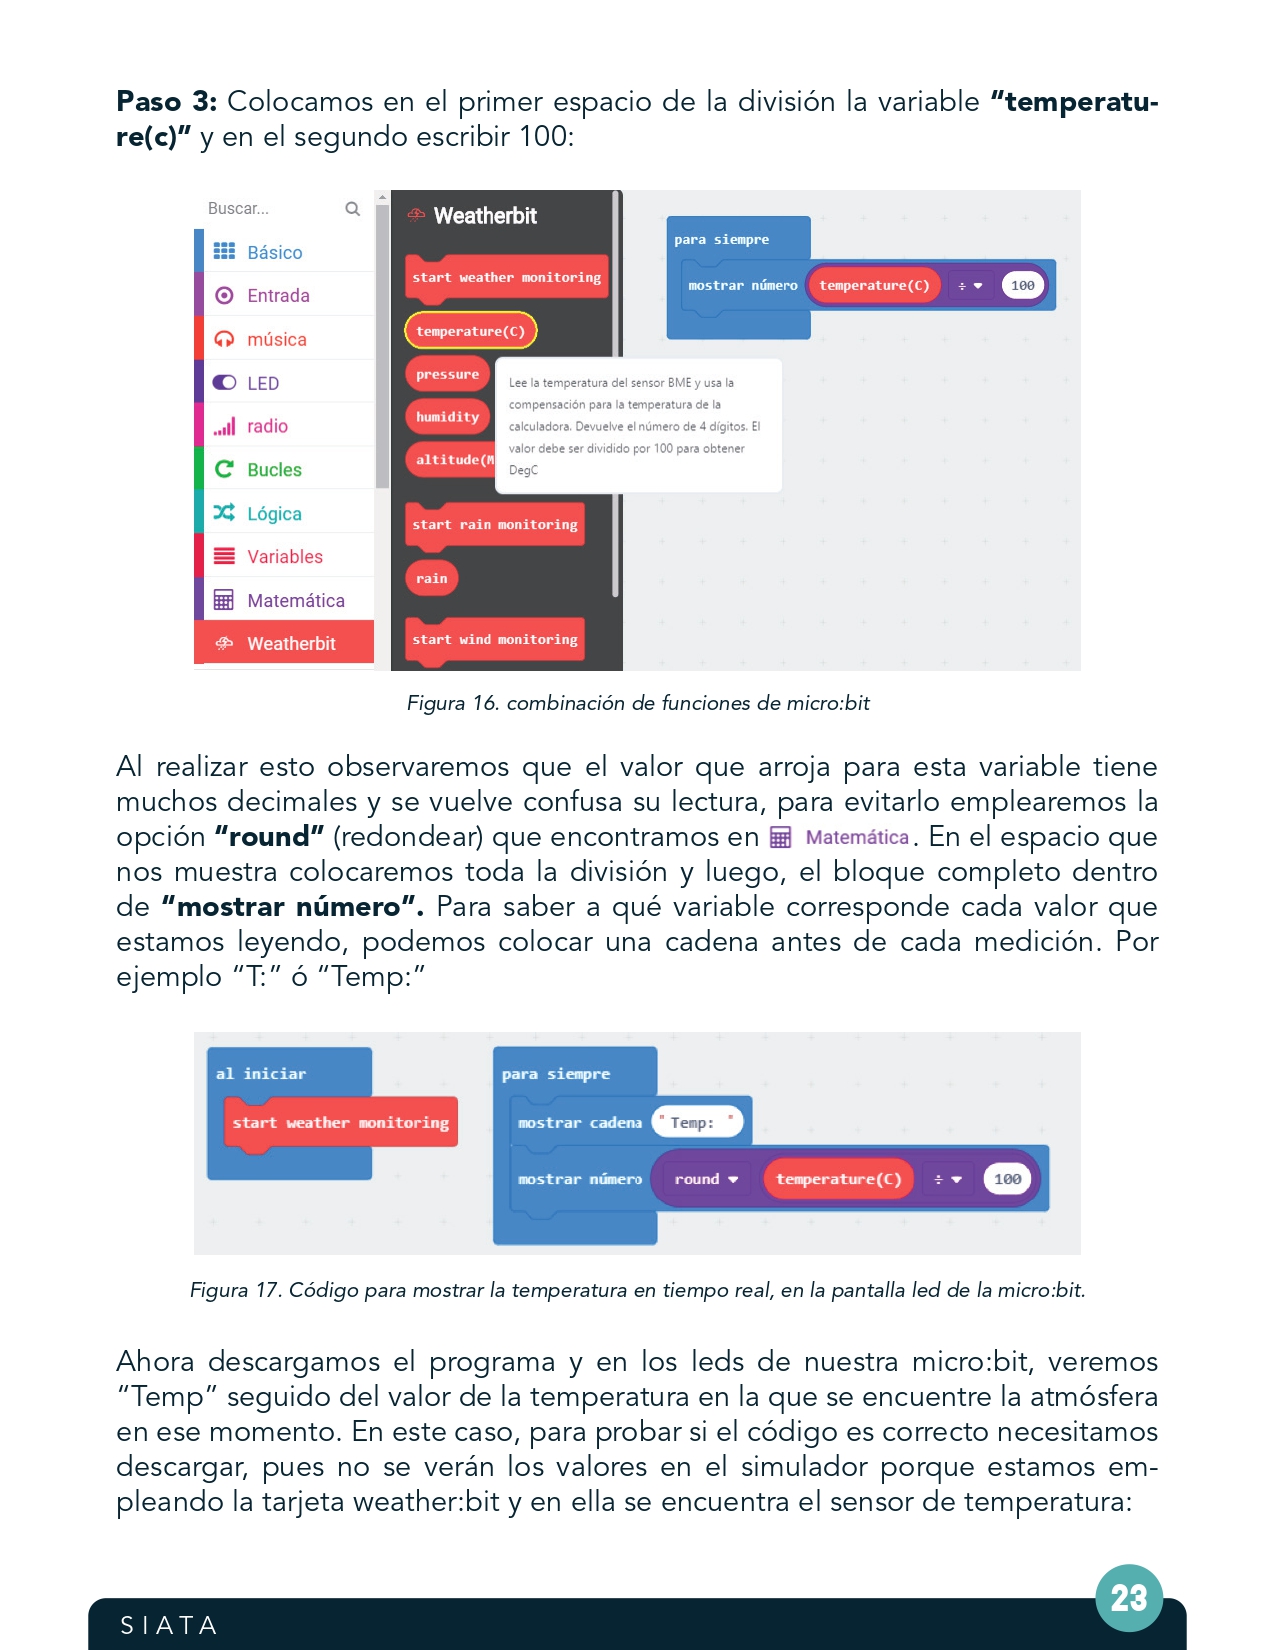 Paso 3: Colocamos en el primer espacio de la división la variable “temperatu-
re(c)” y en el segundo escribir 100:
Buscar...
Básico
Entrada
música
LED
radio
Bucles
Lógica
Variables
Matemática
Weatherbit
Weatherbit
start weather monitoring
temperature(C)
pressure
humidity
altitude(M
start rain monitoring
rain
start wind monitoring
Lee la temperatura del sensor BME y usa la
compensación para la temperatura de la
calculadora. Devuelve el número de 4 dígitos. El
valor debe ser dividido por 100 para obtener
DegC
para siempre
mostrar número temperature(C) ÷ 100
Figura 16. combinación de funciones de micro:bit
Al realizar esto observaremos que el valor que arroja para esta variable tiene
muchos decimales y se vuelve confusa su lectura, para evitarlo emplearemos la
opción “round” (redondear) que encontramos en Matemática. En el espacio que
nos muestra colocaremos toda la división y luego, el bloque completo dentro
de “mostrar número”. Para saber a qué variable corresponde cada valor que
estamos leyendo, podemos colocar una cadena antes de cada medición. Por
ejemplo “T:” ó “Temp:”
al iniciar
start weather monitoring
para siempre
mostrar cadena "Temp: "
mostrar número round temperature(C) ÷ 100
Figura 17. Código para mostrar la temperatura en tiempo real, en la pantalla led de la micro:bit.
Ahora descargamos el programa y en los leds de nuestra micro:bit, veremos
“Temp” seguido del valor de la temperatura en la que se encuentre la atmósfera
en ese momento. En este caso, para probar si el código es correcto necesitamos
descargar, pues no se verán los valores en el simulador porque estamos em-
pleando la tarjeta weather:bit y en ella se encuentra el sensor de temperatura:
SIATA
23